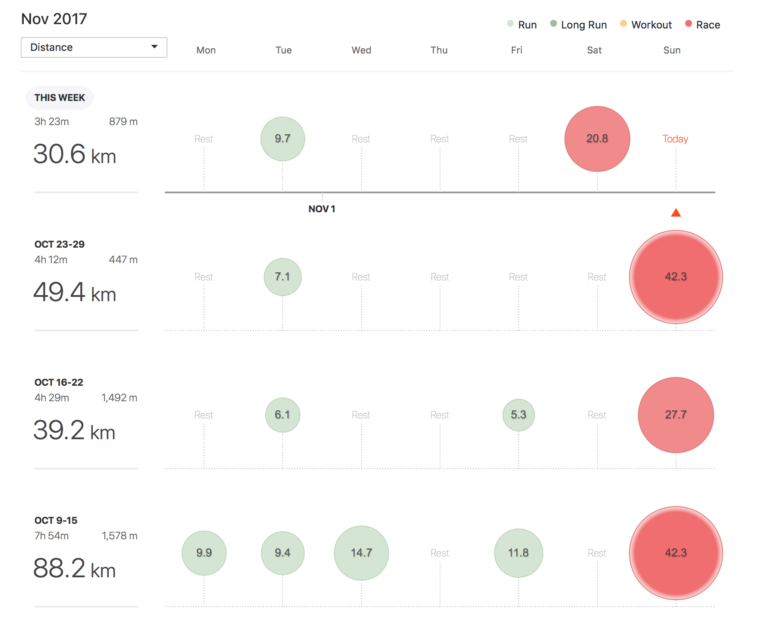 Nov 2017
Run Long Run Workout Race
Distance Mon Tue Wed Thu Fri Sat Sun
THIS WEEK
3h 23m 879 m
30.6 km
Rest 9.7 Rest Rest Rest 20.8 Today
NOV 1
OCT 23-29
4h 12m 447 m
49.4 km
Rest 7.1 Rest Rest Rest Rest 42.3
OCT 16-22
4h 29m 1,492 m
39.2 km
Rest 6.1 Rest Rest 5.3 Rest 27.7
OCT 9-15
7h 54m 1,578 m
88.2 km
9.9 9.4 14.7 Rest 11.8 Rest 42.3